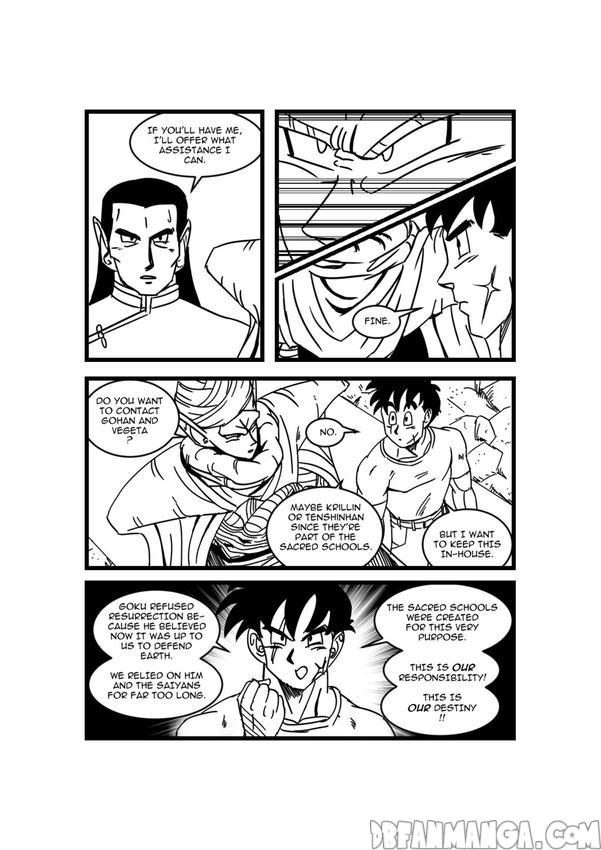 IF YOU'LL HAVE ME,
I'LL OFFER WHAT
ASSISTANCE I
CAN.
FINE.
DO YOU WANT
TO CONTACT
GOHAN AND
VEGETA
?
NO.
MAYBE KRILLIN
OR TENSHINHAN
SINCE THEY'RE
PART OF THE
SACRED SCHOOLS.
BUT I WANT
TO KEEP THIS
IN-HOUSE.
GOKU REFUSED
RESURRECTION BE-
CAUSE HE BELIEVED
NOW IT WAS UP TO
US TO DEFEND
EARTH.
WE RELIED ON HIM
AND THE SAIYANS
FOR FAR TOO LONG.
THE SACRED SCHOOLS
WERE CREATED
FOR THIS VERY
PURPOSE.
THIS IS OUR
RESPONSIBILITY!
THIS IS
OUR DESTINY
!!
DBFANMANGA.COM